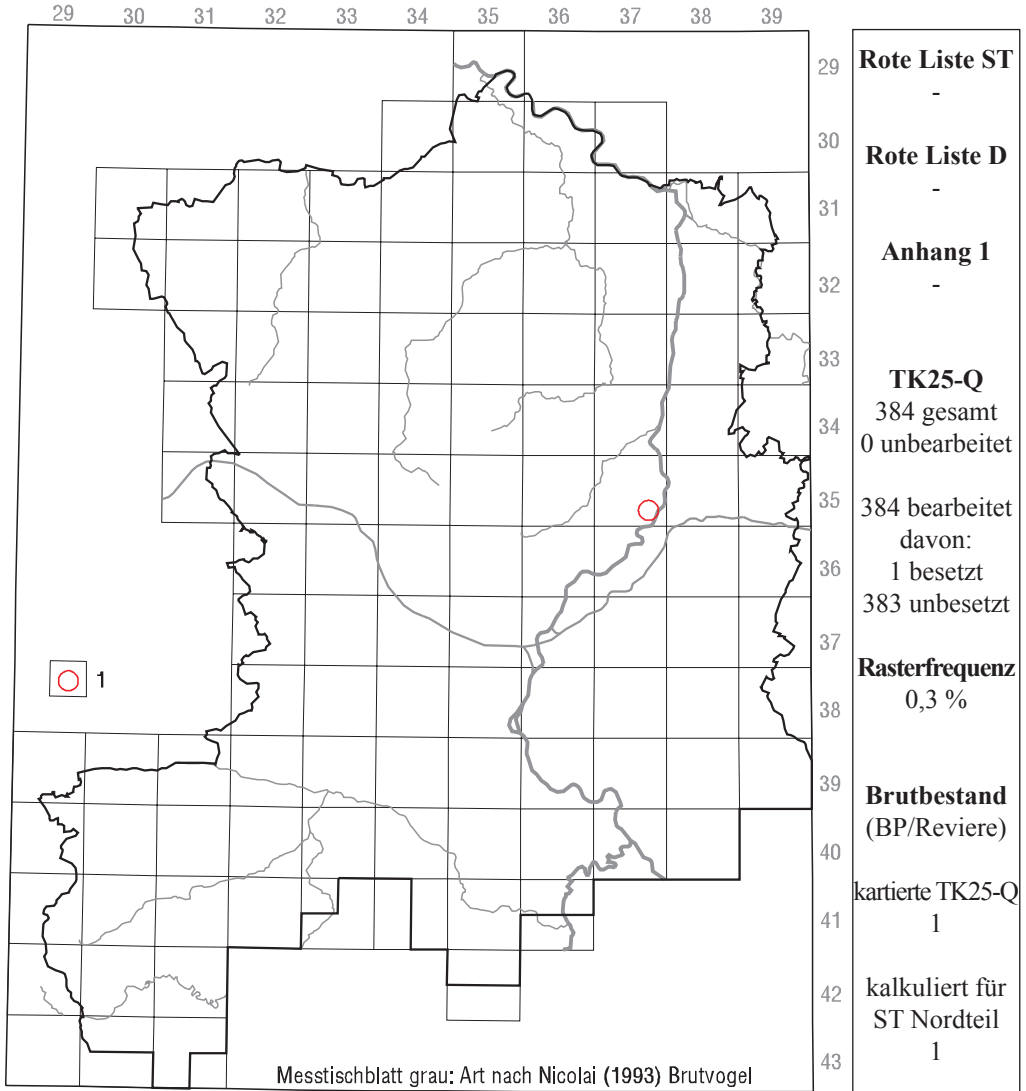 29 30 31 32 33 34 35 36 37 38 39
29
30
31
32
33
34
35
36
37
38
39
40
41
42
43
1
Messtischblatt grau: Art nach Nicolai (1993) Brutvogel
Rote Liste ST
-
Rote Liste D
-
Anhang 1
-
TK25-Q
384 gesamt
0 unbearbeitet
384 bearbeitet
davon:
1 besetzt
383 unbesetzt
Rasterfrequenz
0,3 %
Brutbestand
(BP/Reviere)
kartierte TK25-Q
1
kalkuliert für
ST Nordteil
1